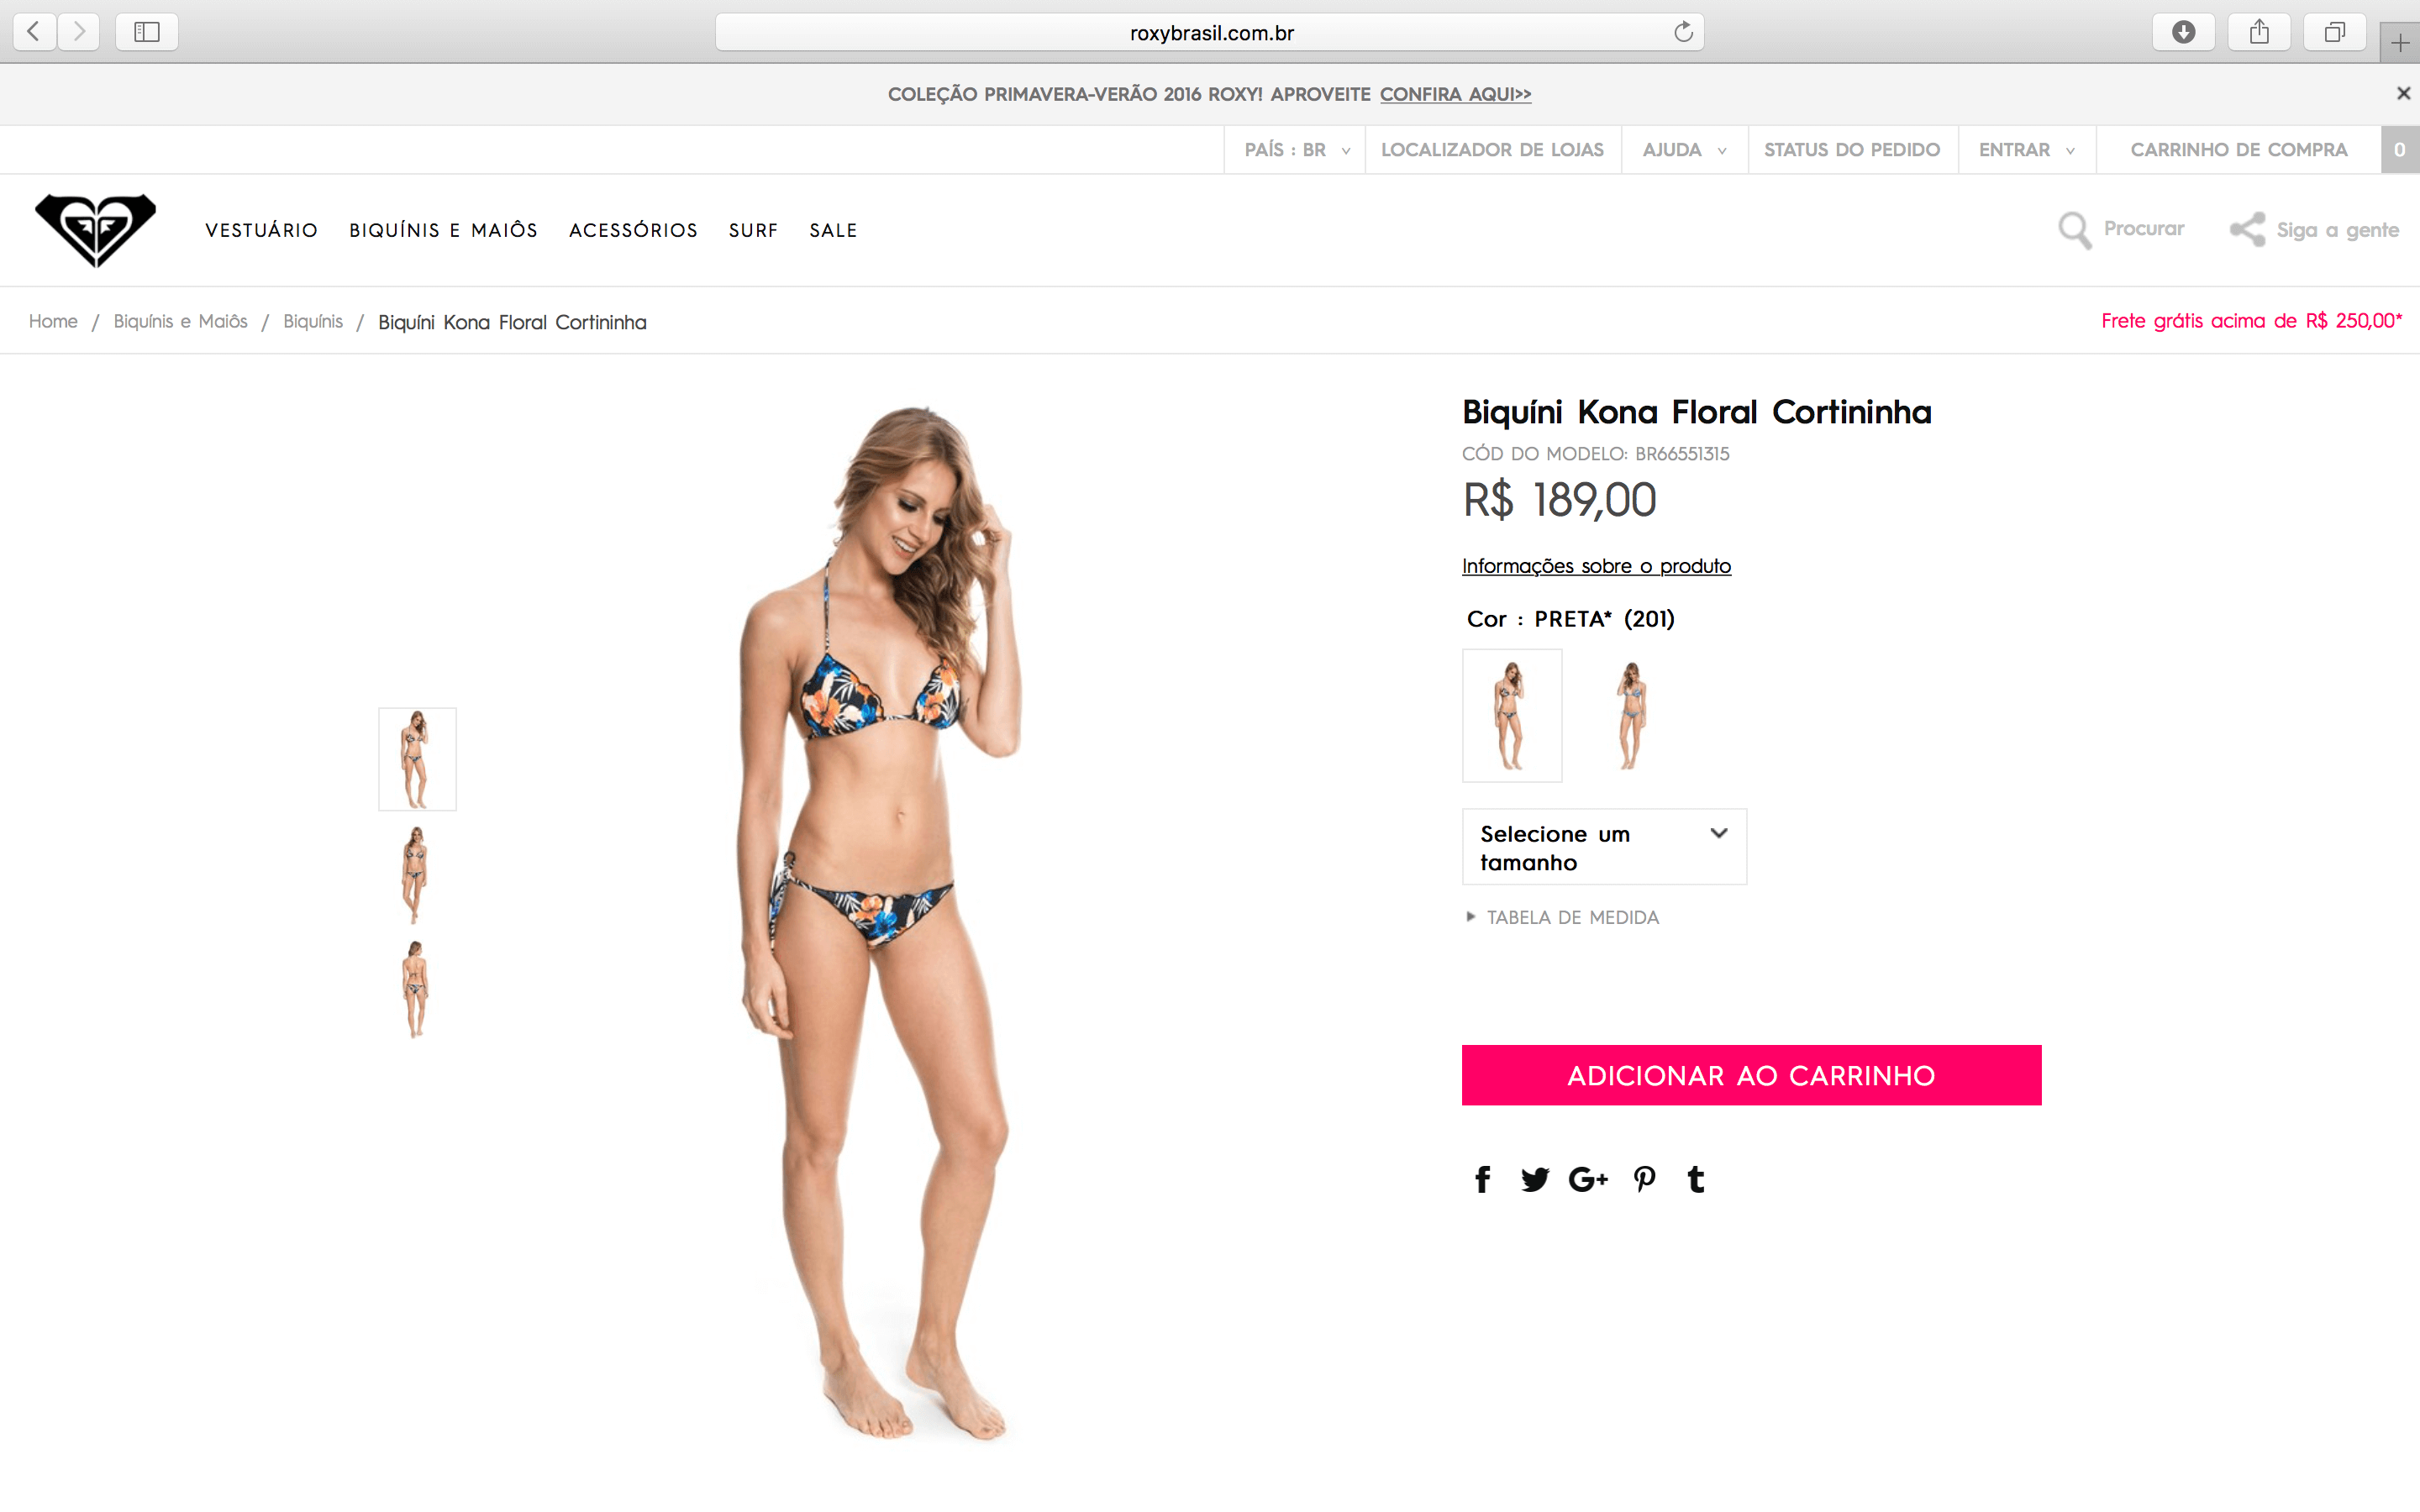 roxybrasil.com.br
COLEÇÃO PRIMAVERA-VERÃO 2016 ROXY! APROVEITE CONFIRA AQUI>>
PAÍS : BR LOCALIZADOR DE LOJAS AJUDA STATUS DO PEDIDO ENTRAR CARRINHO DE COMPRA 0
VESTUÁRIO BIQUÍNIS E MAIÔS ACESSÓRIOS SURF SALE Procurar Siga a gente
Home / Biquínis e Maiôs / Biquínis / Biquíni Kona Floral Cortininha Frete grátis acima de R$ 250,00*
Biquíni Kona Floral Cortininha
CÓD DO MODELO: BR66551315
R$ 189,00
Informações sobre o produto
Cor : PRETA* (201)
Selecione um
tamanho
TABELA DE MEDIDA
ADICIONAR AO CARRINHO